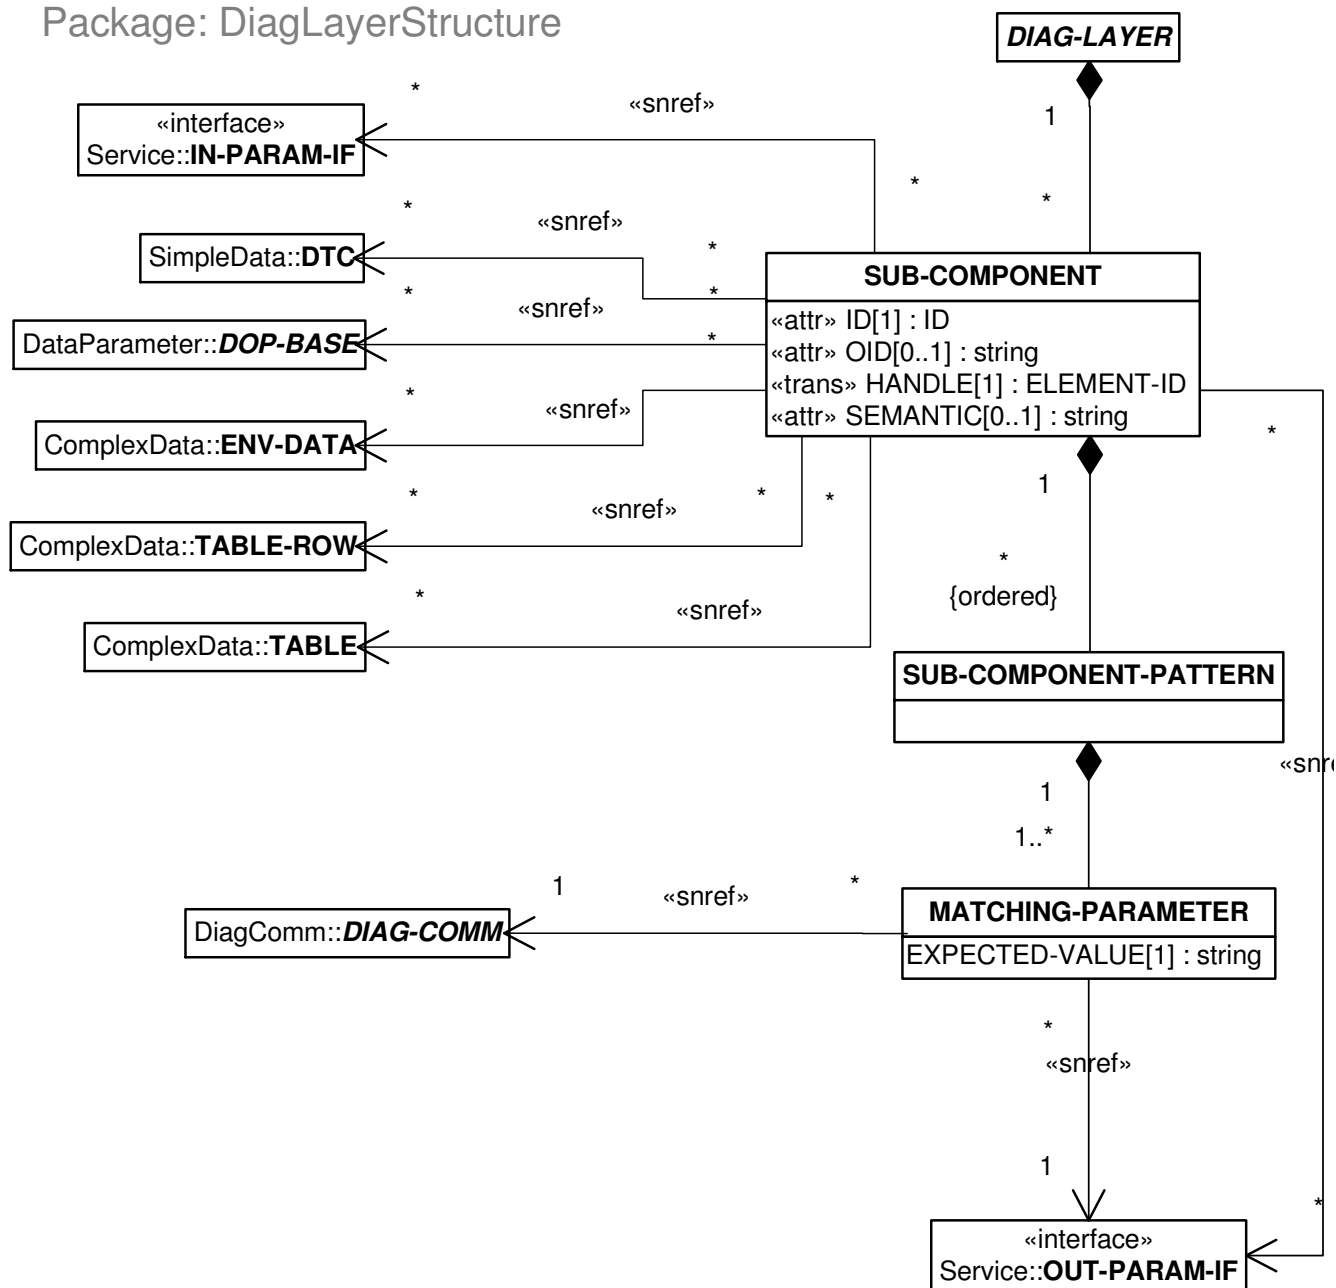 Package: DiagLayerStructure
DIAG-LAYER
*
«snref»
1
«interface»
Service::IN-PARAM-IF
*
*
*
«snref»
*
SimpleData::DTC
SUB-COMPONENT
*
«snref»
*
«attr» ID[1] : ID
DataParameter::DOP-BASE
*
«attr» OID[0..1] : string
«trans» HANDLE[1] : ELEMENT-ID
*
«snref»
«attr» SEMANTIC[0..1] : string
*
ComplexData::ENV-DATA
1
*
«snref»
*
*
ComplexData::TABLE-ROW
*
{ordered}
*
«snref»
ComplexData::TABLE
SUB-COMPONENT-PATTERN
«snre
1
1..*
1
«snref»
*
MATCHING-PARAMETER
DiagComm::DIAG-COMM
EXPECTED-VALUE[1] : string
*
«snref»
1
*
«interface»
Service::OUT-PARAM-IF